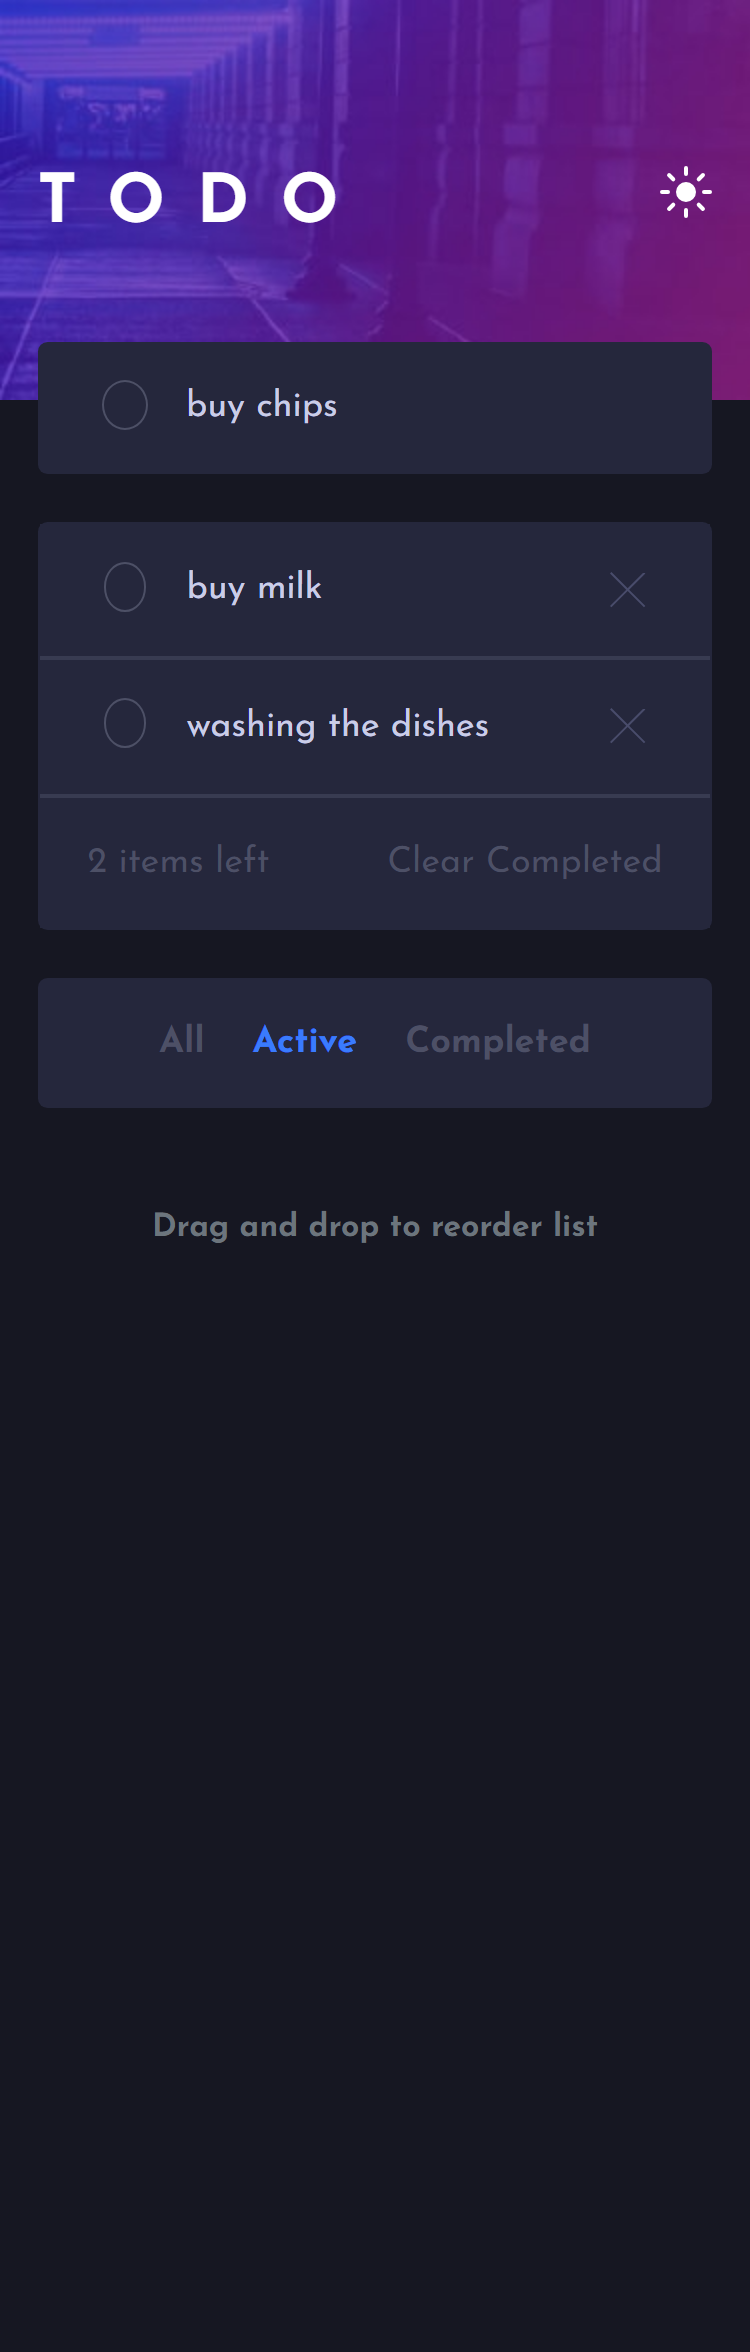 TODO
buy chips
buy milk
washing the dishes
2 items left Clear Completed
All Active Completed
Drag and drop to reorder list